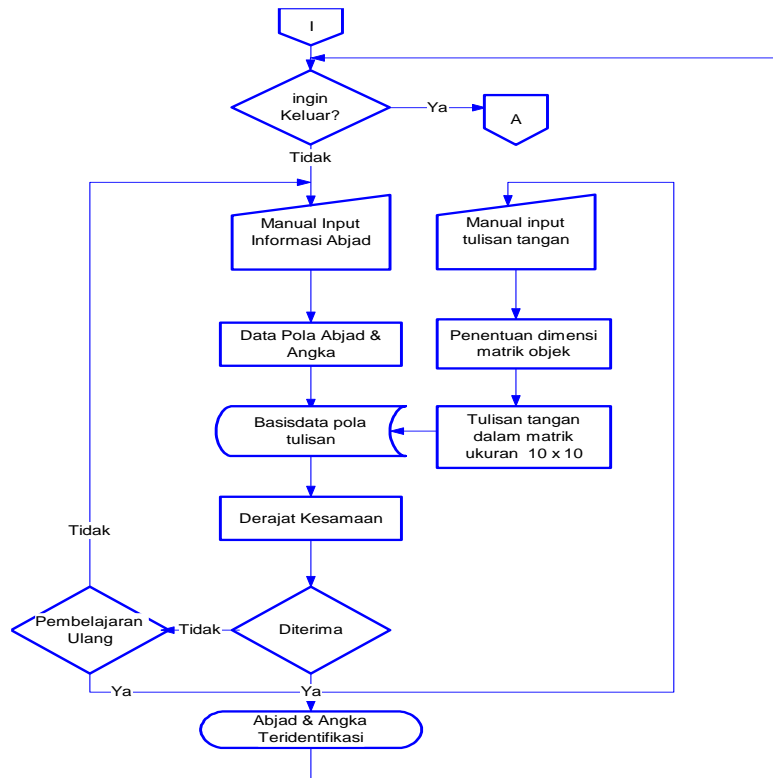 I
ingin
Keluar?
Ya
A
Tidak
Manual Input
Informasi Abjad
Manual input
tulisan tangan
Data Pola Abjad &
Angka
Penentuan dimensi
matrik objek
Basisdata pola
tulisan
Tulisan tangan
dalam matrik
ukuran 10 x 10
Derajat Kesamaan
Tidak
Pembelajaran
Ulang
Tidak
Diterima
Ya
Ya
Abjad & Angka
Teridentifikasi